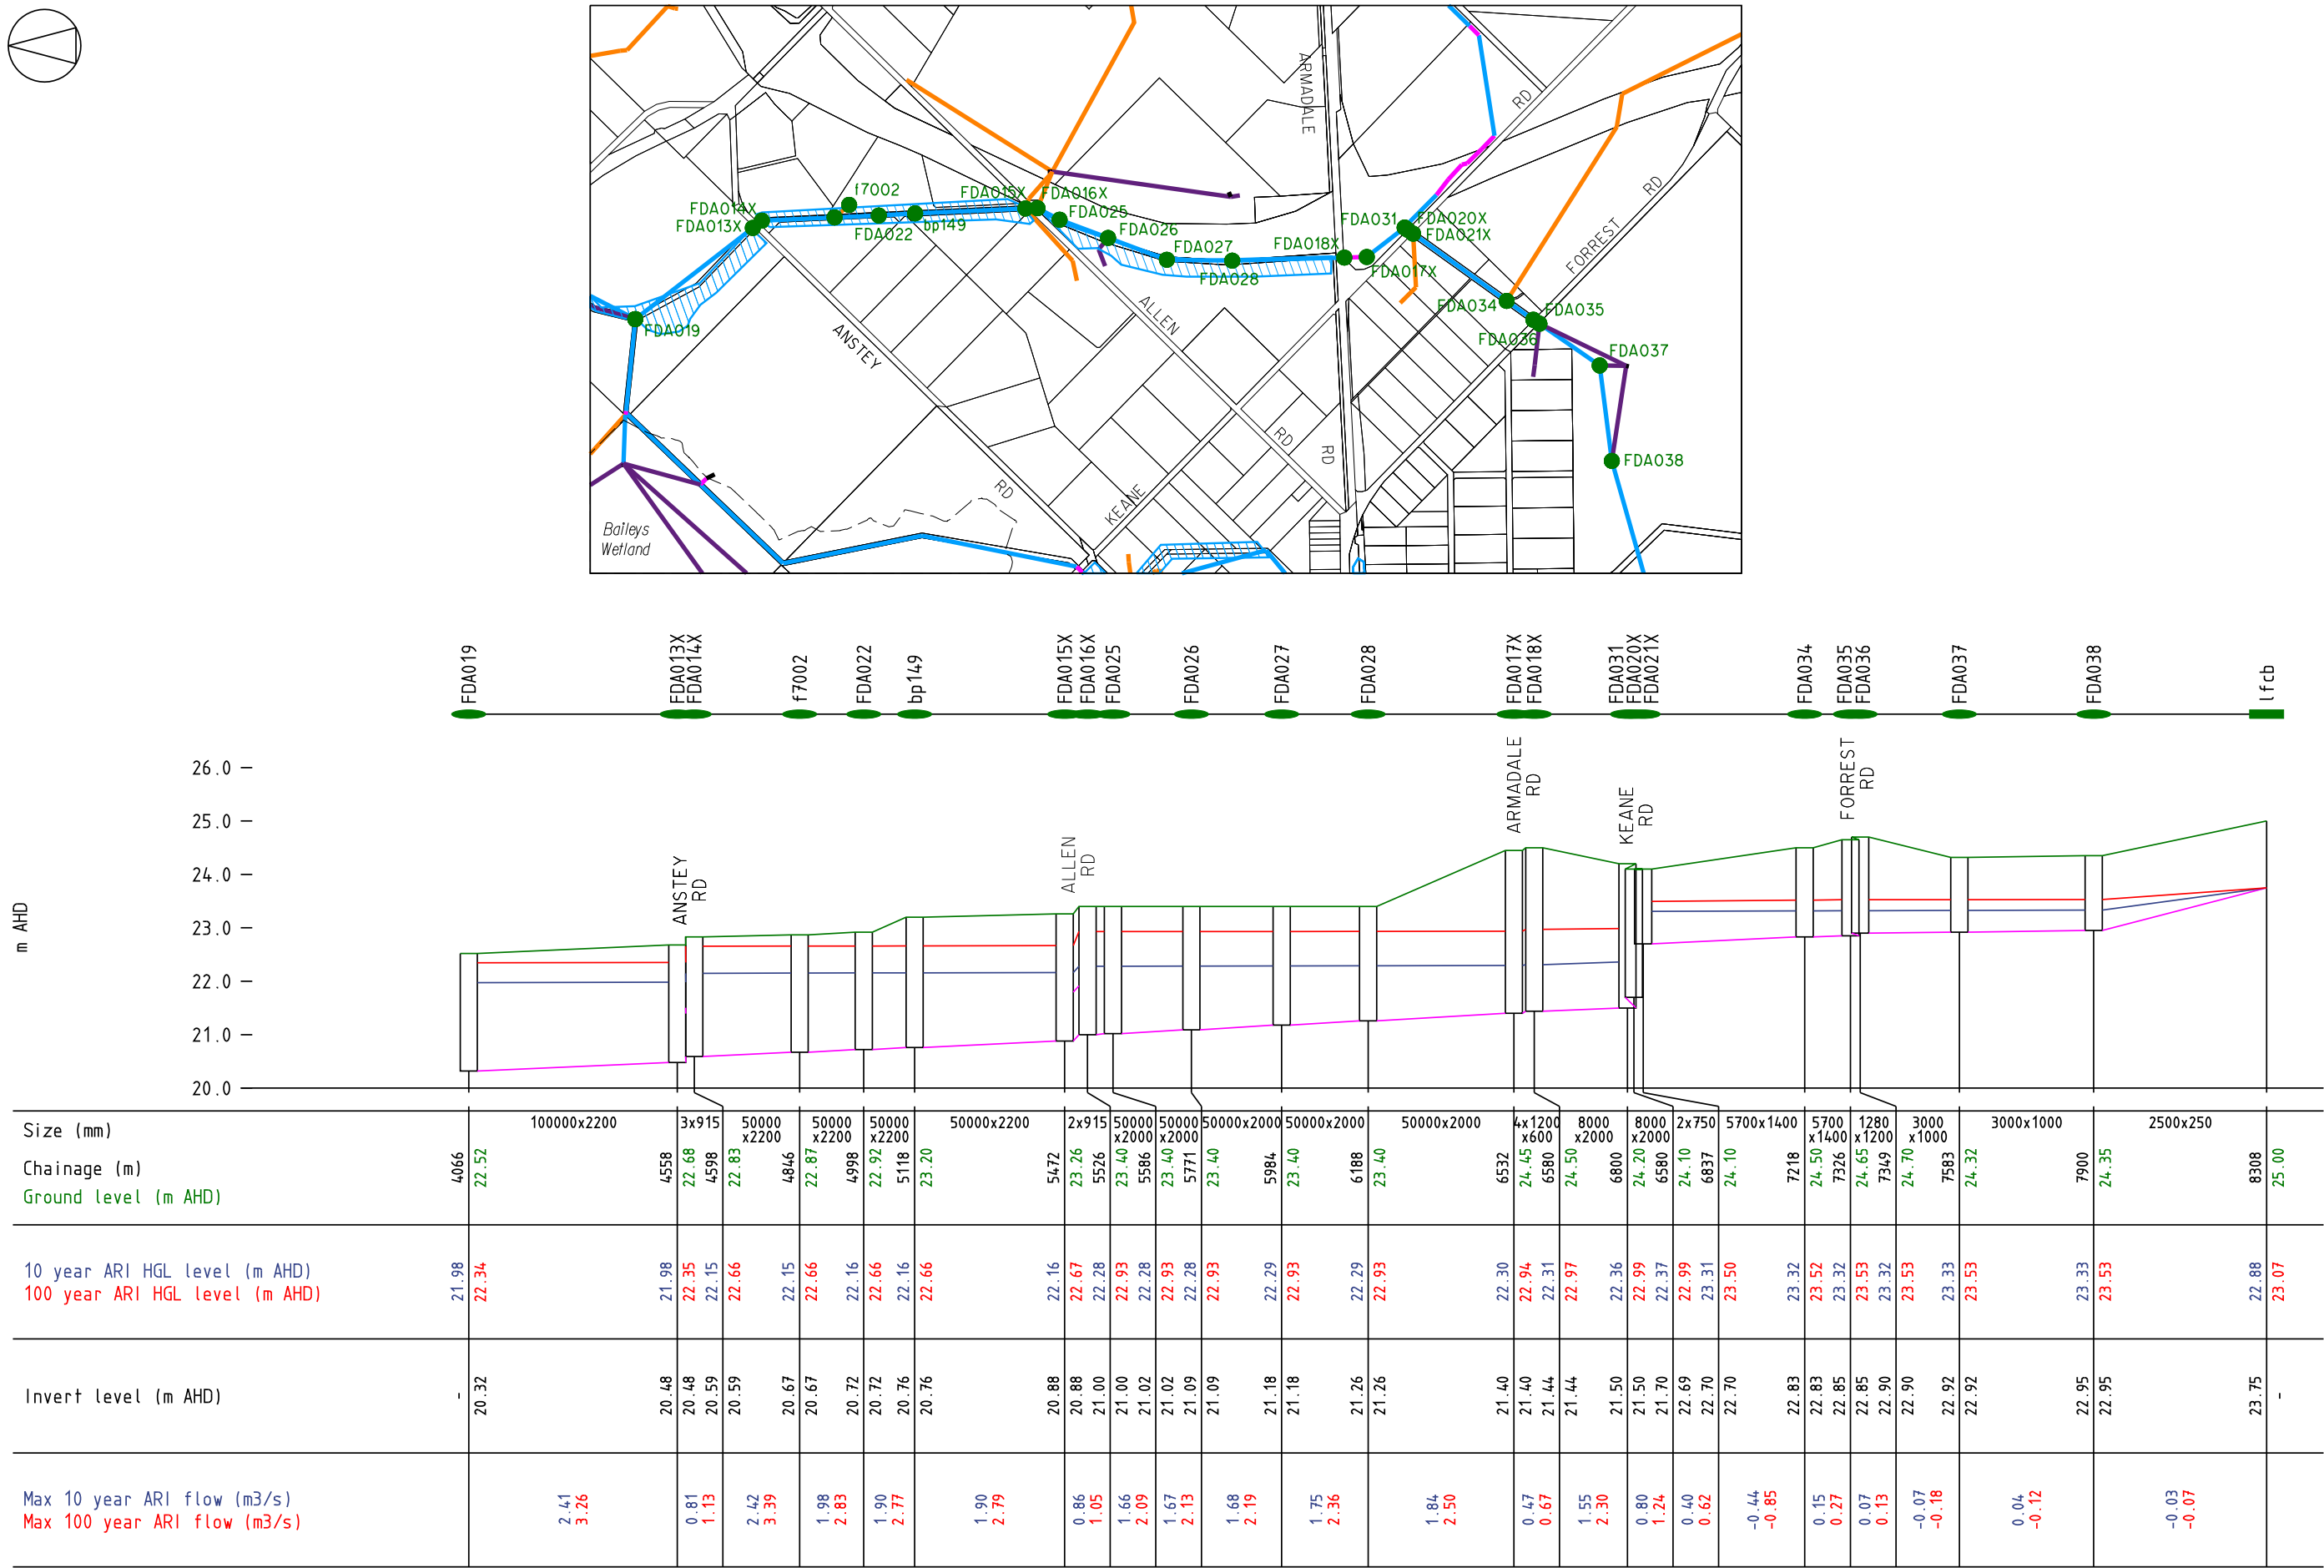 ARMADALE
RD
f7002
FDA014X
FDA013X
FDA022
bp149
FDA015X
FDA016X
FDA025
FDA026
FDA027
FDA028
FDA018X
FDA017X
FDA031
FDA020X
FDA021X
FORREST
RD
FDA034
FDA035
FDA036
FDA037
FDA038
FDA019
ANSTEY
RD
ALLEN
RD
RD
KEANE
Baileys
Wetland
FDA019
FDA013X
FDA014X
f7002
FDA022
bp149
FDA015X
FDA016X
FDA025
FDA026
FDA027
FDA028
FDA017X
FDA018X
FDA031
FDA020X
FDA021X
FDA034
FDA035
FDA036
FDA037
FDA038
lfcb
m AHD
26.0
25.0
24.0
23.0
22.0
21.0
20.0
ANSTEY
RD
ALLEN
RD
ARMADALE
RD
KEANE
RD
FORREST
RD
Size (mm)
100000x2200
3x915
50000
x2200
50000
x2200
50000
x2200
50000x2200
2x915
50000
x2000
50000
x2000
50000x2000
50000x2000
50000x2000
4x1200
x600
8000
x2000
8000
x2000
2x750
5700x1400
5700
x1400
1280
x1200
3000
x1000
3000x1000
2500x250
Chainage (m)
Ground level (m AHD)
4066
22.52
4558
22.68
4598
22.83
4846
22.87
4998
22.92
5118
23.20
5472
23.26
5526
23.40
5586
23.40
5771
23.40
5984
23.40
6188
23.40
6532
24.45
6580
24.50
6800
24.20
6580
24.10
6837
24.10
7218
24.50
7326
24.65
7349
24.70
7583
24.32
7900
24.35
8308
25.00
10 year ARI HGL level (m AHD)
100 year ARI HGL level (m AHD)
21.98
22.34
21.98
22.35
22.15
22.66
22.15
22.66
22.16
22.66
22.16
22.66
22.16
22.67
22.28
22.93
22.28
22.93
22.28
22.93
22.29
22.93
22.29
22.93
22.30
22.94
22.31
22.97
22.36
22.99
22.37
22.99
23.31
23.50
23.32
23.52
23.32
23.53
23.32
23.53
23.33
23.53
23.33
23.53
22.88
23.07
Invert level (m AHD)
-
20.32
20.48
20.48
20.59
20.59
20.67
20.67
20.72
20.72
20.76
20.76
20.88
20.88
21.00
21.00
21.02
21.02
21.09
21.09
21.18
21.18
21.26
21.26
21.40
21.40
21.44
21.44
21.50
21.50
21.70
22.69
22.70
22.70
22.83
22.83
22.85
22.85
22.90
22.90
22.92
22.92
22.95
22.95
23.75
-
Max 10 year ARI flow (m3/s)
Max 100 year ARI flow (m3/s)
2.41
3.26
0.81
1.13
2.42
3.39
1.98
2.83
1.90
2.77
1.90
2.79
0.86
1.05
1.66
2.09
1.67
2.13
1.68
2.19
1.75
2.36
1.84
2.50
0.47
0.67
1.55
2.30
0.80
1.24
0.40
0.62
-0.44
-0.85
0.15
0.27
0.07
0.13
-0.07
-0.18
0.04
-0.12
-0.03
-0.07